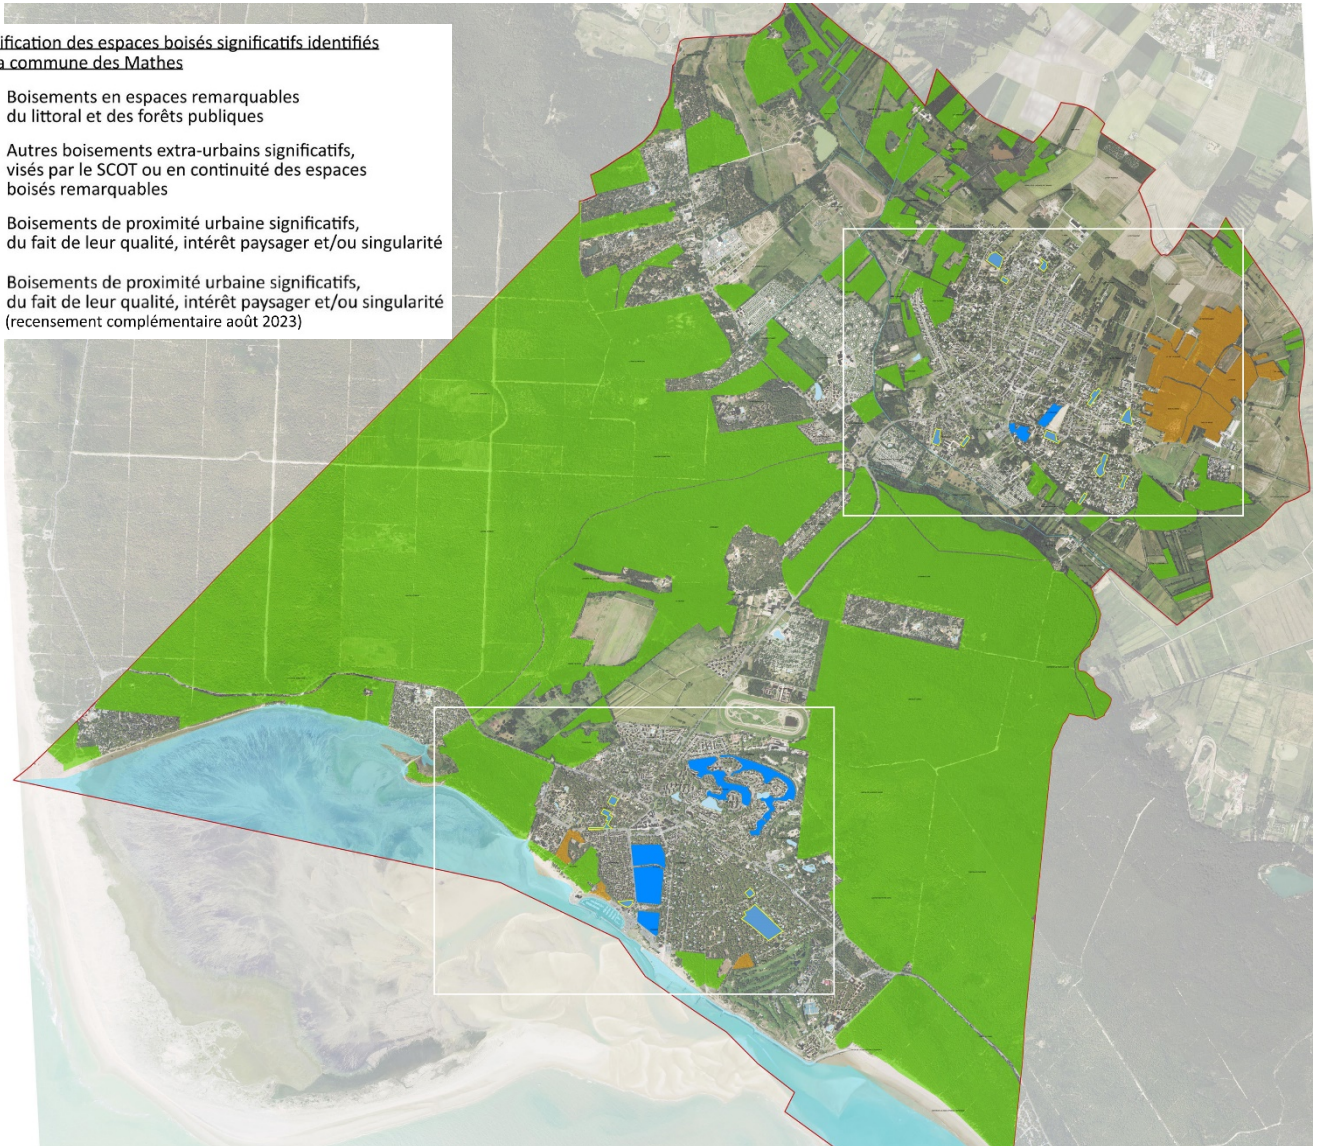 ification des espaces boisés significatifs identifiés
a commune des Mathes
Boisements en espaces remarquables
du littoral et des forêts publiques
Autres boisements extra-urbains significatifs,
visés par le SCOT ou en continuité des espaces
boisés remarquables
Boisements de proximité urbaine significatifs,
du fait de leur qualité, intérêt paysager et/ou singularité
Boisements de proximité urbaine significatifs,
du fait de leur qualité, intérêt paysager et/ou singularité
(recensement complémentaire août 2023)